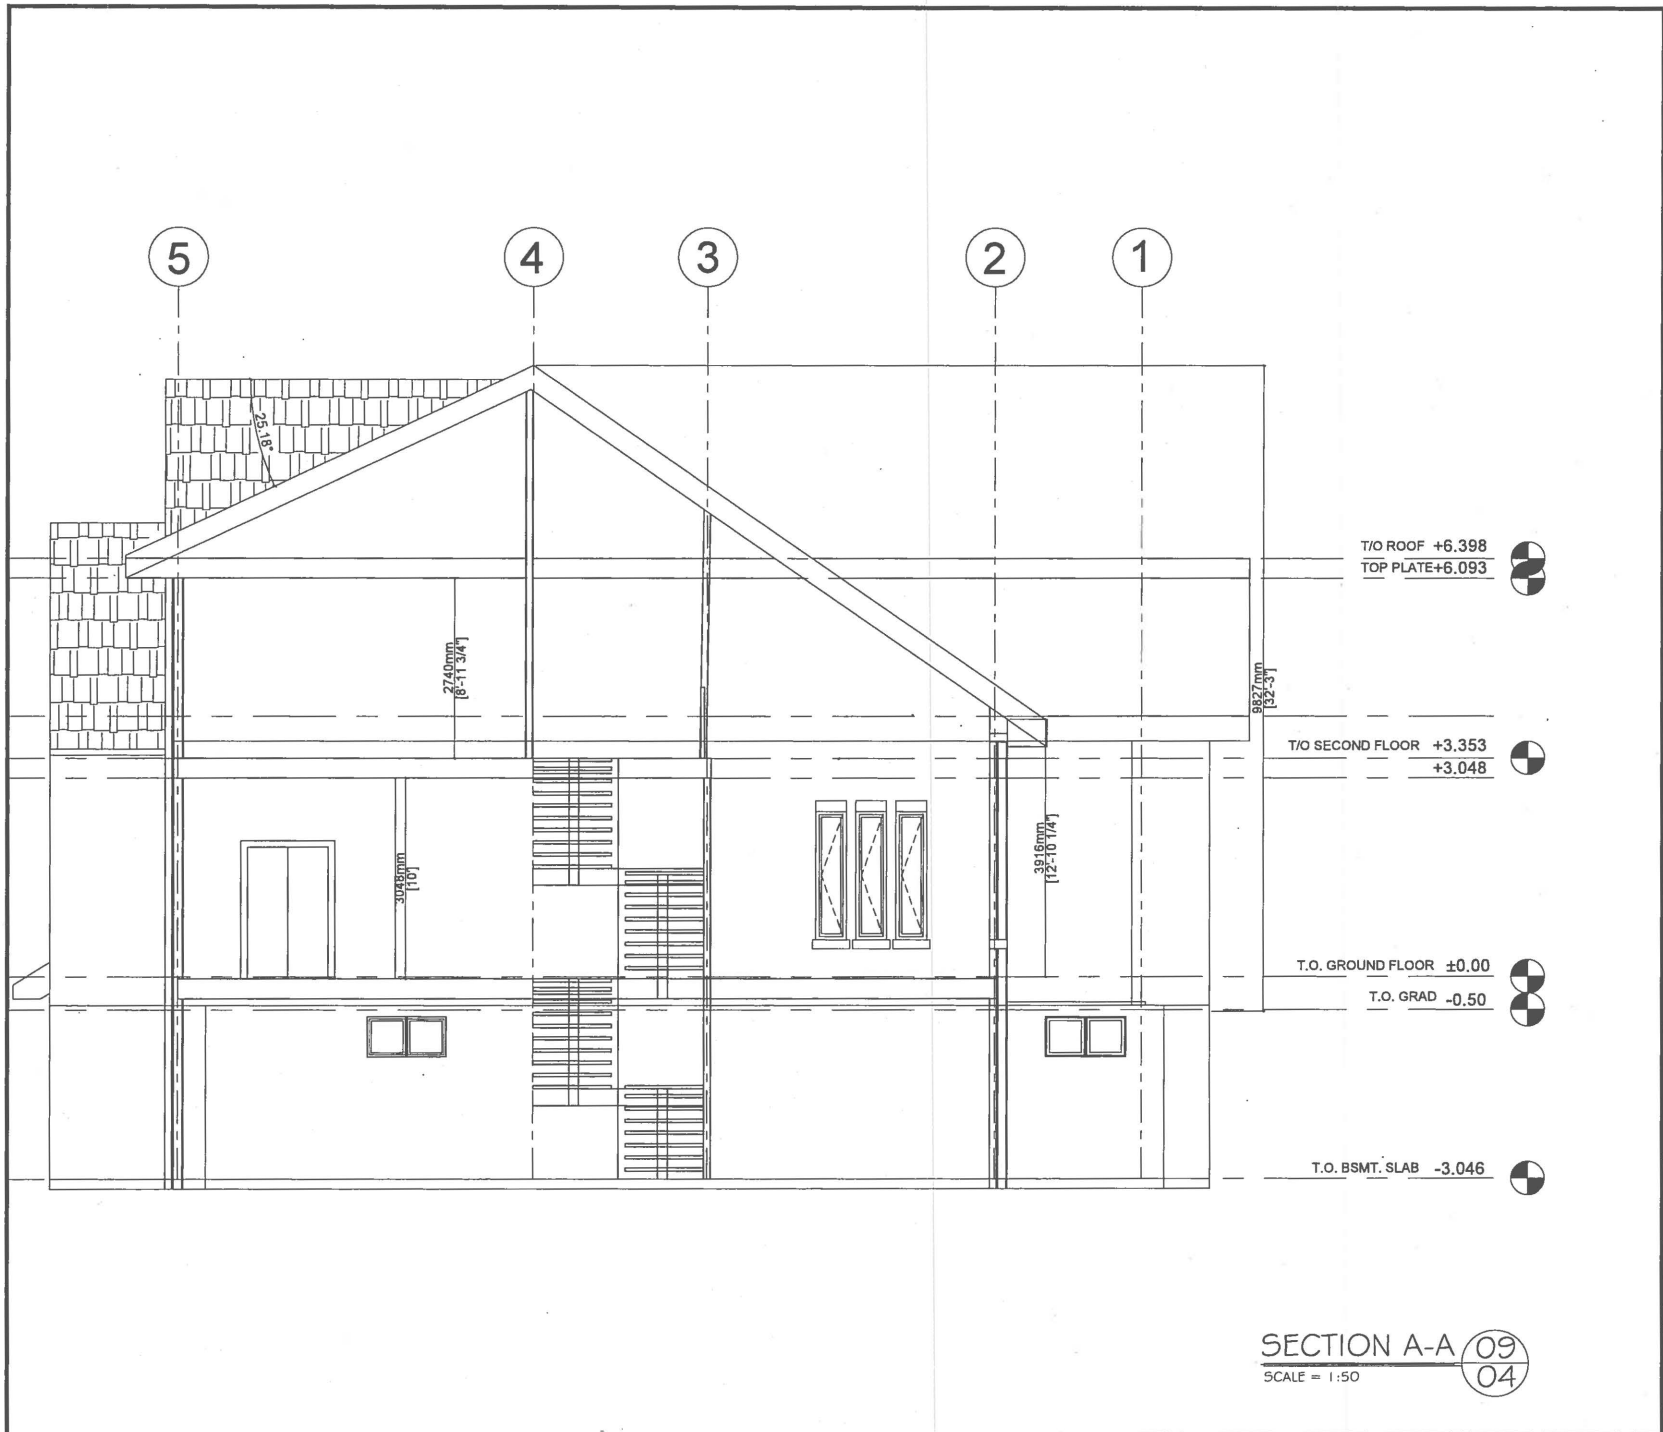 5
4
3
2
1
25.18°
T/O ROOF +6.398
TOP PLATE+6.093
2740mm
[8'-11 3/4"]
9827mm
[32'-3"]
T/O SECOND FLOOR +3.353
+3.048
3048mm
[10']
3916mm
[12'-10 1/4"]
T.O. GROUND FLOOR ±0.00
T.O. GRAD -0.50
T.O. BSMT. SLAB -3.046
SECTION A-A
SCALE = 1:50
09
04